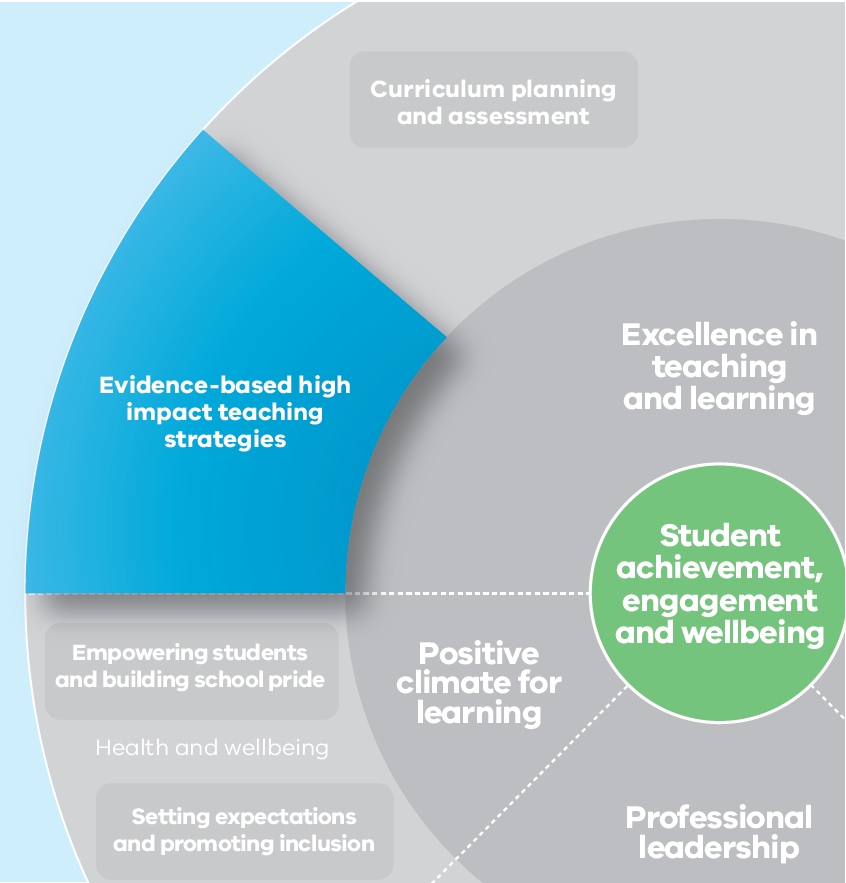 Curriculum planning
and assessment
Excellence in
teaching
and learning
Evidence-based high
impact teaching
strategies
Student
achievement,
engagement
and wellbeing
Positive
climate for
learning
Empowering students
and building school pride
Health and wellbeing
Setting expectations
and promoting inclusion
Professional
leadership